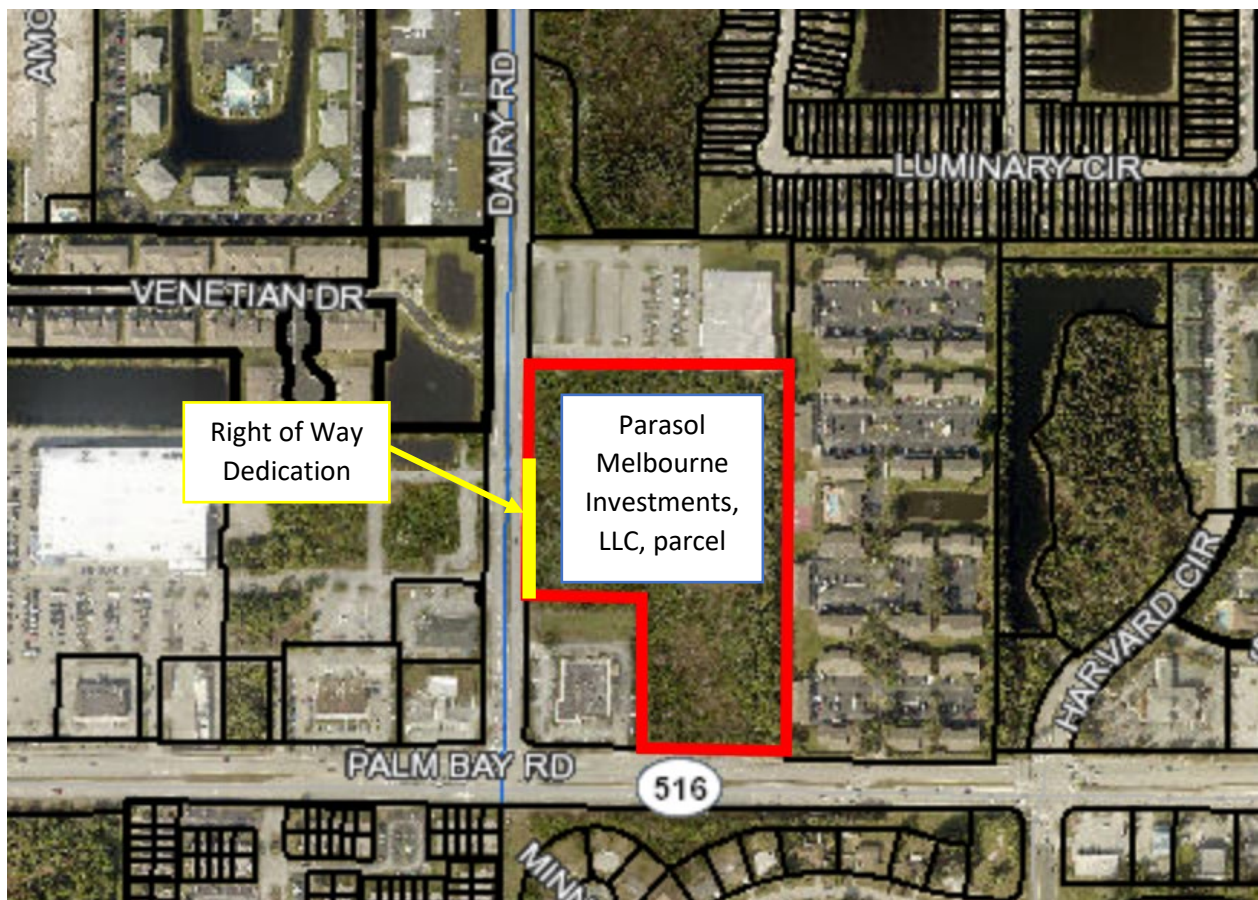 AMO
DAIRY RD
LUMINARY CIR
VENETIAN DR
Right of Way
Dedication
Parasol
Melbourne
Investments,
LLC, parcel
HARVARD CIR
PALM BAY RD
516
MINN